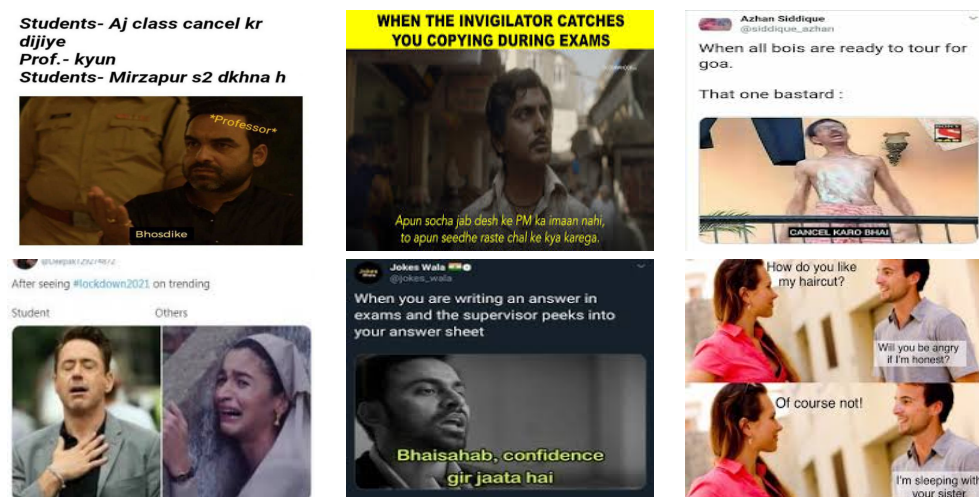 Students- Aj class cancel kr
dijiye
Prof.- kyun
Students- Mirzapur s2 dkhna h
*Professor*
Bhosdike
WHEN THE INVIGILATOR CATCHES
YOU COPYING DURING EXAMS
Apun socha jab desh ke PM ka imaan nahi,
to apun seedhe raste chal ke kya karega.
Azhan Siddique
@siddique_azhan
When all bois are ready to tour for
goa.
That one bastard :
CANCEL KARO BHAI
After seeing #lockdown2021 on trending
Student Others
Jokes Wala
@jokes_wala
When you are writing an answer in
exams and the supervisor peeks into
your answer sheet
Bhaisahab, confidence
gir jaata hai
How do you like
my haircut?
Will you be angry
if I'm honest?
Of course not!
I'm sleeping with
your sister